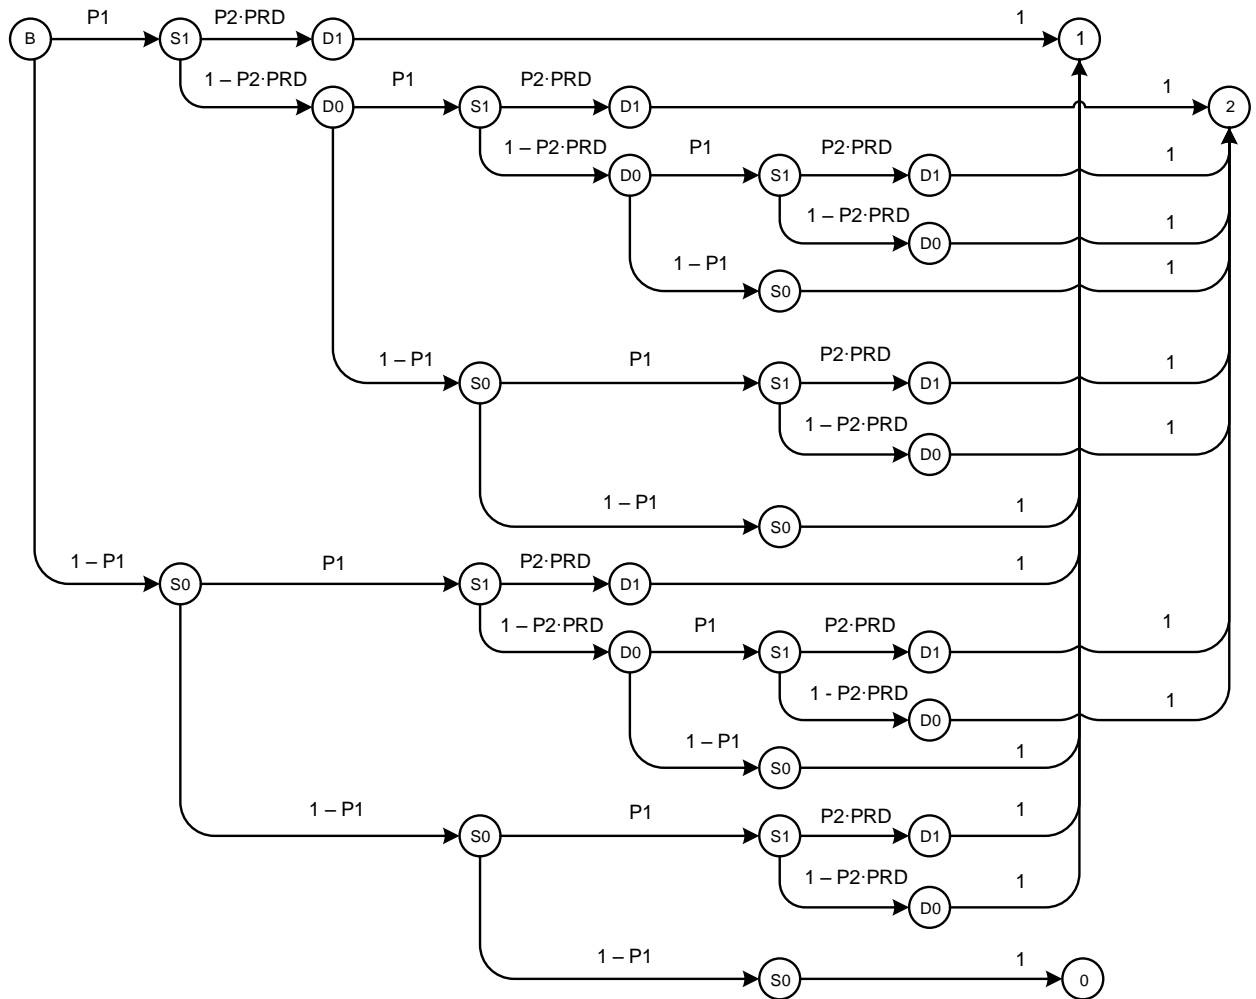 P1 P2·PRD 1
B S1 D1 1
1 – P2·PRD P1 P2·PRD 1
D0 S1 D1 2
1 – P2·PRD P1 P2·PRD 1
D0 S1 D1
1 – P2·PRD 1
D0
1 – P1 1
S0
1 – P1 P1 P2·PRD 1
S0 S1 D1
1 – P2·PRD 1
D0
1 – P1 1
S0
1 – P1 P1 P2·PRD 1
S0 S1 D1
1 – P2·PRD P1 P2·PRD 1
D0 S1 D1
1 - P2·PRD 1
D0
1 – P1 1
S0
1 – P1 P1 P2·PRD 1
S0 S1 D1
1 – P2·PRD 1
D0
1 – P1 1
S0 0